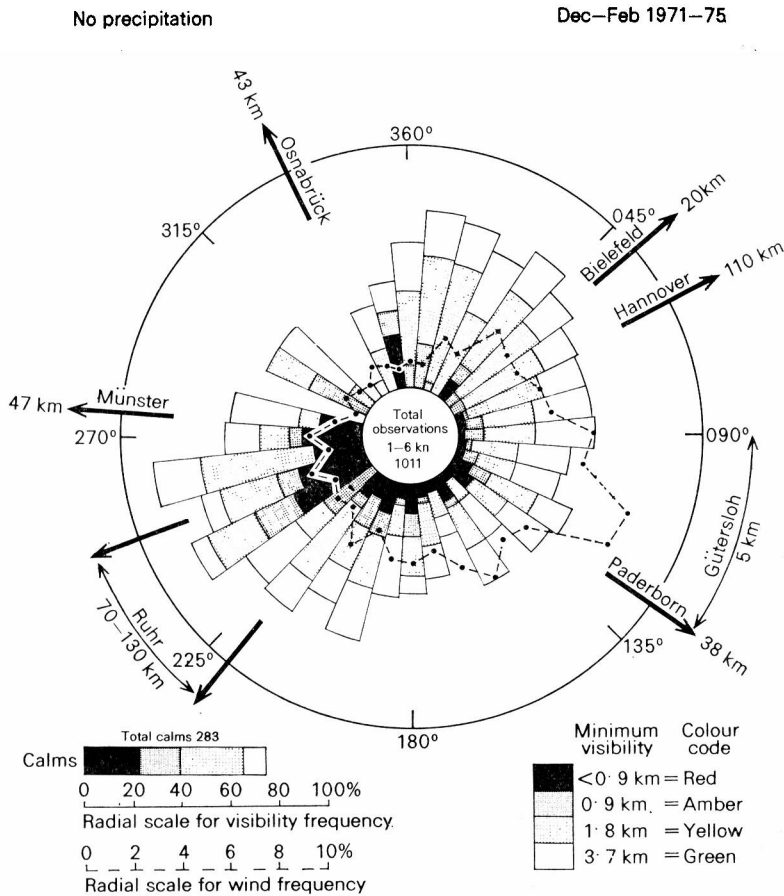 No precipitation
Dec–Feb 1971–75
43 km
Osnabrück
360°
045°
20km
Bielefeld
110 km
Hannover
315°
47 km
Münster
270°
Total
observations
1–6 kn
1011
090°
Gütersloh
5 km
Paderborn
38 km
135°
Ruhr
70–130 km
225°
180°
Total calms 283
Calms
0 20 40 60 80 100%
Radial scale for visibility frequency.
0 2 4 6 8 10%
Radial scale for wind frequency
Minimum visibility Colour code
<0·9 km = Red
0·9 km. = Amber
1·8 km = Yellow
3·7 km = Green